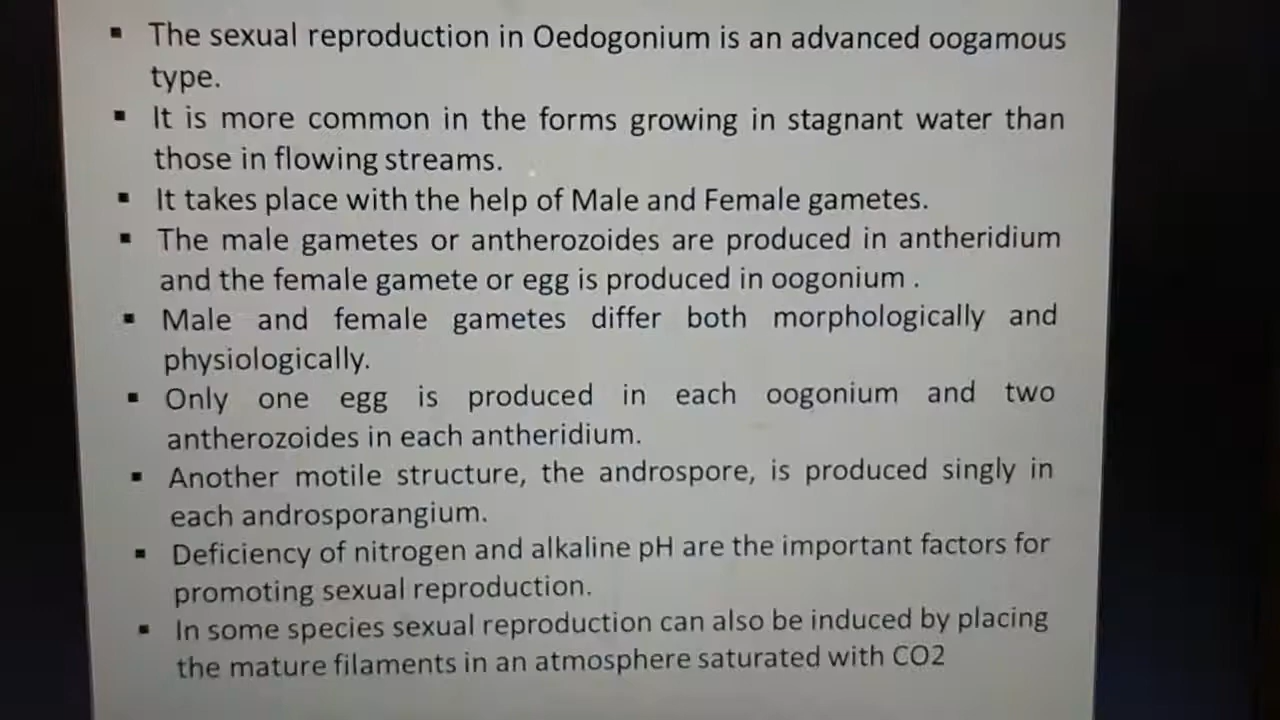 ▪ The sexual reproduction in Oedogonium is an advanced oogamous
type.
▪ It is more common in the forms growing in stagnant water than
those in flowing streams.
▪ It takes place with the help of Male and Female gametes.
▪ The male gametes or antherozoides are produced in antheridium
and the female gamete or egg is produced in oogonium .
▪ Male and female gametes differ both morphologically and
physiologically.
▪ Only one egg is produced in each oogonium and two
antherozoides in each antheridium.
▪ Another motile structure, the androspore, is produced singly in
each androsporangium.
▪ Deficiency of nitrogen and alkaline pH are the important factors for
promoting sexual reproduction.
▪ In some species sexual reproduction can also be induced by placing
the mature filaments in an atmosphere saturated with CO2